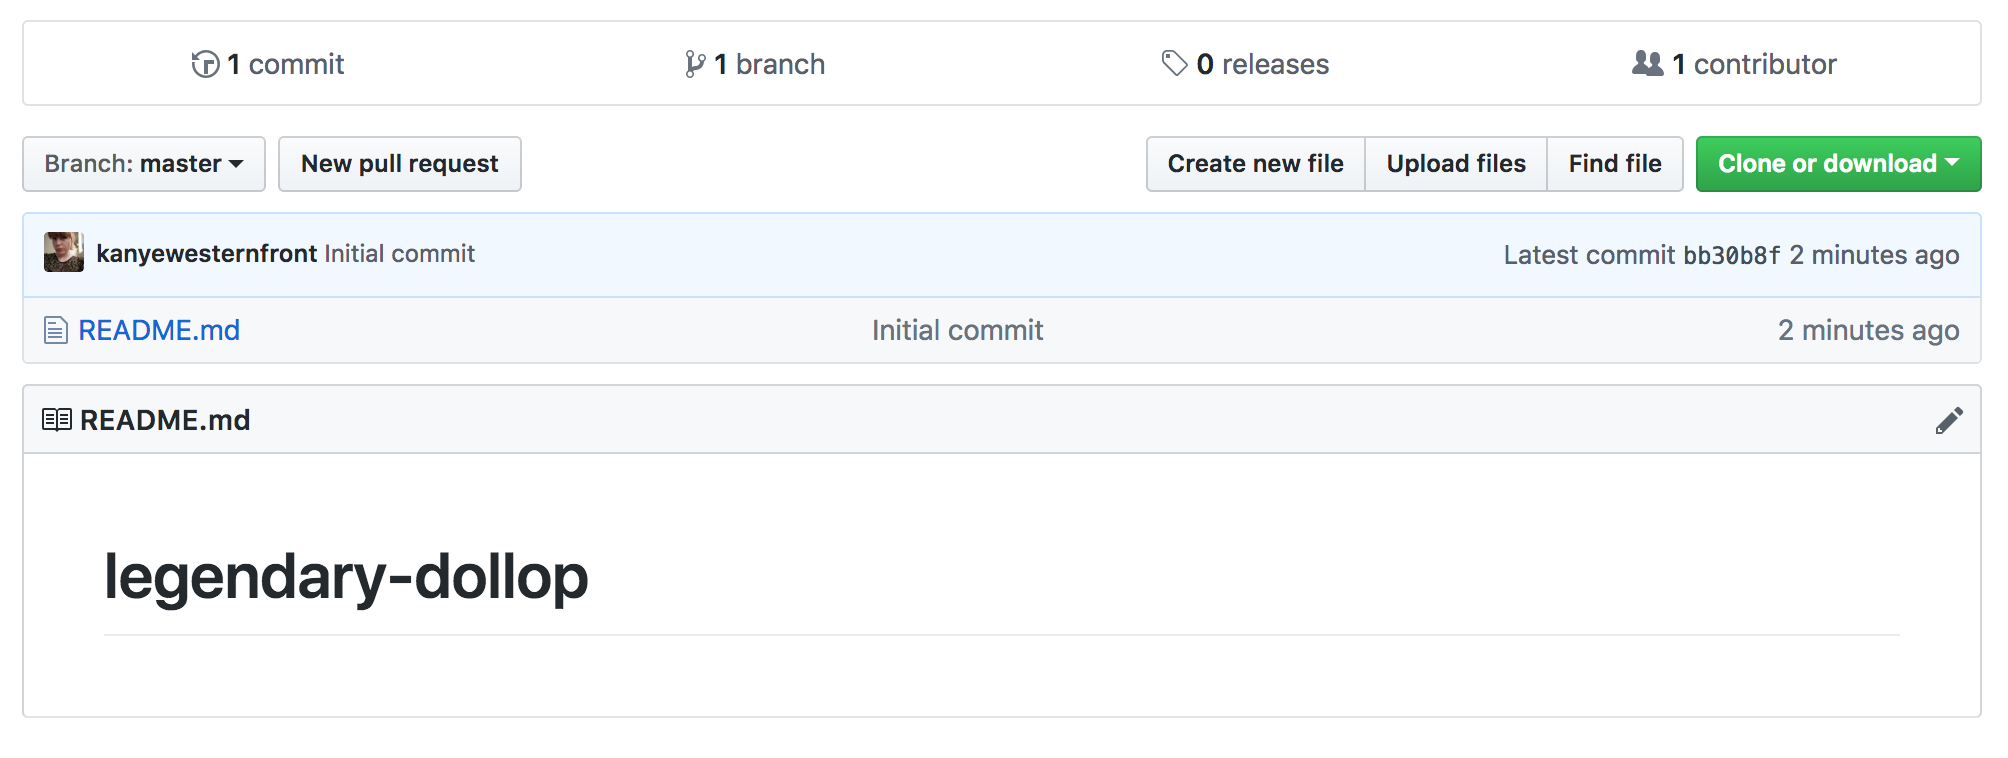 1 commit 1 branch 0 releases 1 contributor
Branch: master New pull request Create new file Upload files Find file Clone or download
kanyewesternfront Initial commit Latest commit bb30b8f 2 minutes ago
README.md Initial commit 2 minutes ago
README.md
legendary-dollop